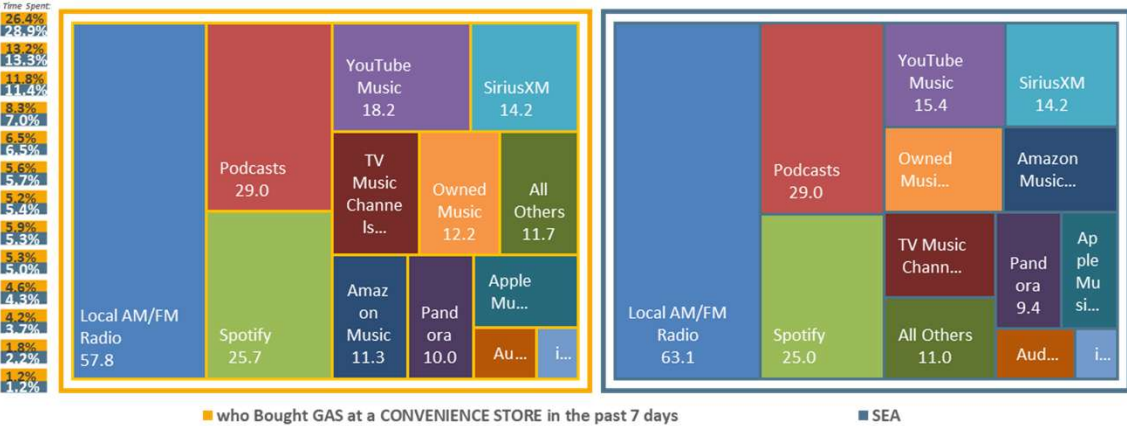 Time Spent:
26.4%
28.9%
13.2%
13.3%
11.8%
11.4%
8.3%
7.0%
6.5%
6.5%
5.6%
5.7%
5.2%
5.4%
5.9%
5.3%
5.3%
5.0%
4.6%
4.3%
4.2%
3.7%
1.8%
2.2%
1.2%
1.2%
Local AM/FM
Radio
57.8
Podcasts
29.0
Spotify
25.7
YouTube
Music
18.2
SiriusXM
14.2
TV
Music
Channe
ls...
Owned
Music
12.2
All
Others
11.7
Amaz
on
Music
11.3
Pand
ora
10.0
Apple
Mu...
Au...
i...
Local AM/FM
Radio
63.1
Podcasts
29.0
Spotify
25.0
YouTube
Music
15.4
SiriusXM
14.2
Owned
Musi...
Amazon
Music...
TV Music
Chann...
All Others
11.0
Pand
ora
9.4
Ap
ple
Mu
si...
Aud...
i...
who Bought GAS at a CONVENIENCE STORE in the past 7 days
SEA